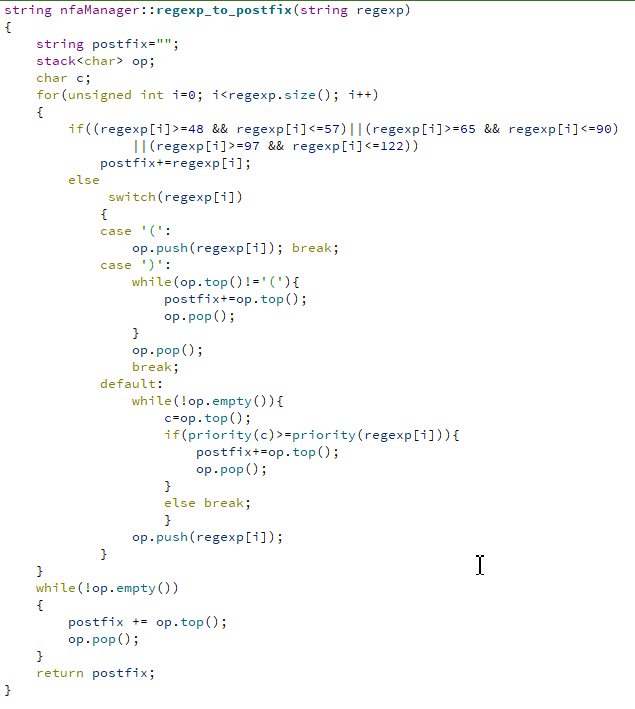 string nfaManager::regexp_to_postfix(string regexp)
{
    string postfix="";
    stack<char> op;
    char c;
    for(unsigned int i=0; i<regexp.size(); i++)
    {
        if((regexp[i]>=48 && regexp[i]<=57)||(regexp[i]>=65 && regexp[i]<=90)
                ||(regexp[i]>=97 && regexp[i]<=122))
            postfix+=regexp[i];
        else
             switch(regexp[i])
            {
            case '(':
                op.push(regexp[i]); break;
            case ')':
                while(op.top()!='('){
                    postfix+=op.top();
                    op.pop();
                }
                op.pop();
                break;
            default:
                while(!op.empty()){
                    c=op.top();
                    if(priority(c)>=priority(regexp[i])){
                        postfix+=op.top();
                        op.pop();
                    }
                    else break;
                    }
                op.push(regexp[i]);
            }
    }
    while(!op.empty())
    {
        postfix += op.top();
        op.pop();
    }
    return postfix;
}